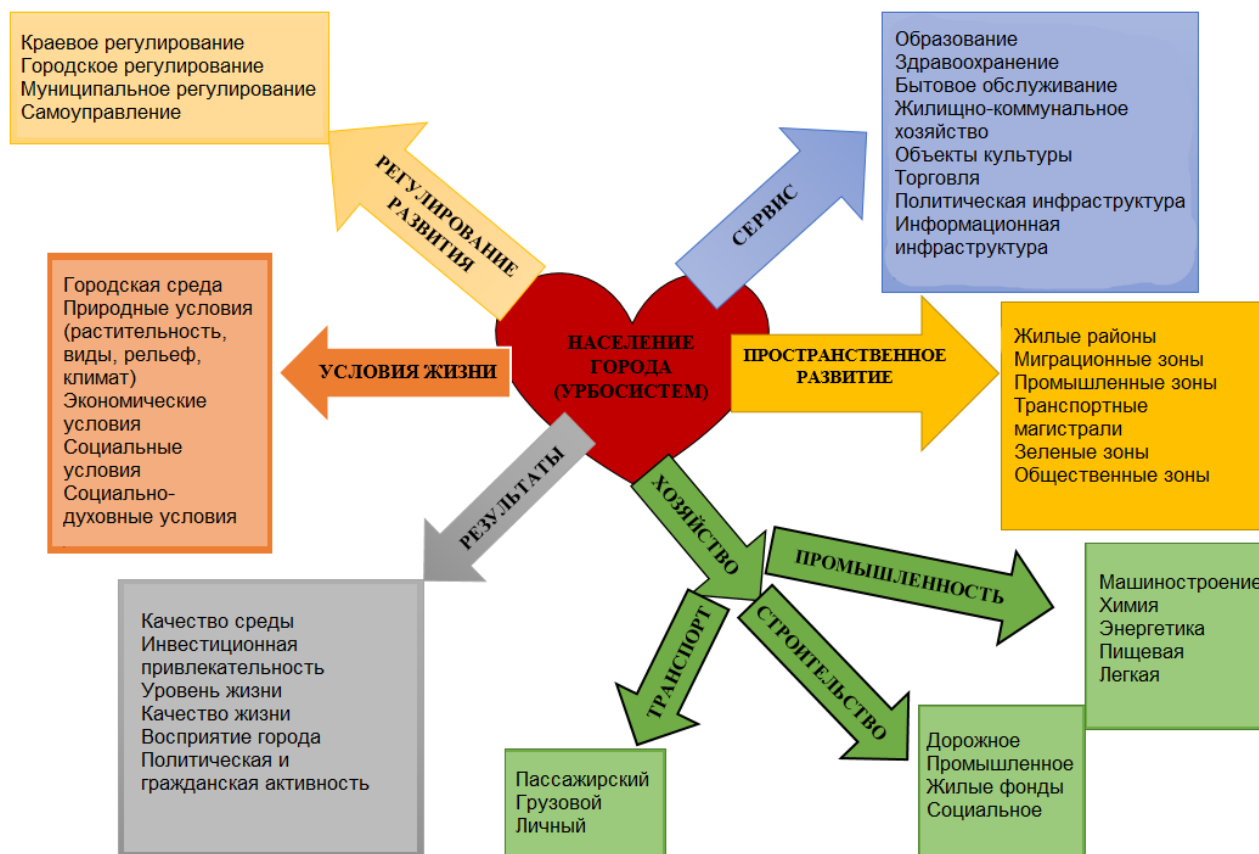 Краевое регулирование
Городское регулирование
Муниципальное регулирование
Самоуправление
РЕГУЛИРОВАНИЕ
РАЗВИТИЯ
Образование
Здравоохранение
Бытовое обслуживание
Жилищно-коммунальное
хозяйство
Объекты культуры
Торговля
Политическая инфраструктура
Информационная
инфраструктура
СЕРВИС
Городская среда
Природные условия
(растительность,
виды, рельеф,
климат)
Экономические
условия
Социальные
условия
Социально-
духовные условия
УСЛОВИЯ ЖИЗНИ
НАСЕЛЕНИЕ
ГОРОДА
(УРБОСИСТЕМ)
ПРОСТРАНСТВЕННОЕ
РАЗВИТИЕ
Жилые районы
Миграционные зоны
Промышленные зоны
Транспортные
магистрали
Зеленые зоны
Общественные зоны
РЕЗУЛЬТАТЫ
Качество среды
Инвестиционная
привлекательность
Уровень жизни
Качество жизни
Восприятие города
Политическая и
гражданская активность
ХОЗЯЙСТВО
ПРОМЫШЛЕННОСТЬ
Машиностроение
Химия
Энергетика
Пищевая
Легкая
ТРАНСПОРТ
Пассажирский
Грузовой
Личный
СТРОИТЕЛЬСТВО
Дорожное
Промышленное
Жилые фонды
Социальное